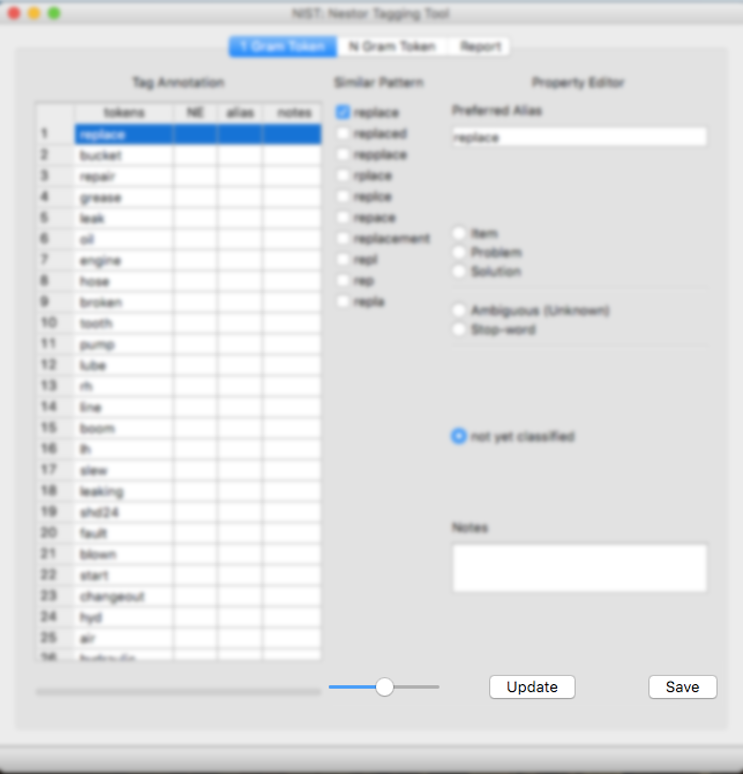 NIST: Nestor Tagging Tool
1 Gram Token N Gram Token Report
Tag Annotation Similar Pattern Property Editor
tokens NE alias notes
1 replace
2 bucket
3 repair
4 grease
5 leak
6 oil
7 engine
8 hose
9 broken
10 tooth
11 pump
12 lube
13 rh
14 line
15 boom
16 lh
17 slew
18 leaking
19 shd24
20 fault
21 blown
22 start
23 changeout
24 hyd
25 air
26 hydraulic
replace
replaced
repplace
rplace
replce
repace
replacement
repl
rep
repla
Preferred Alias
replace
Item
Problem
Solution
Ambiguous (Unknown)
Stop-word
not yet classified
Notes
Update Save